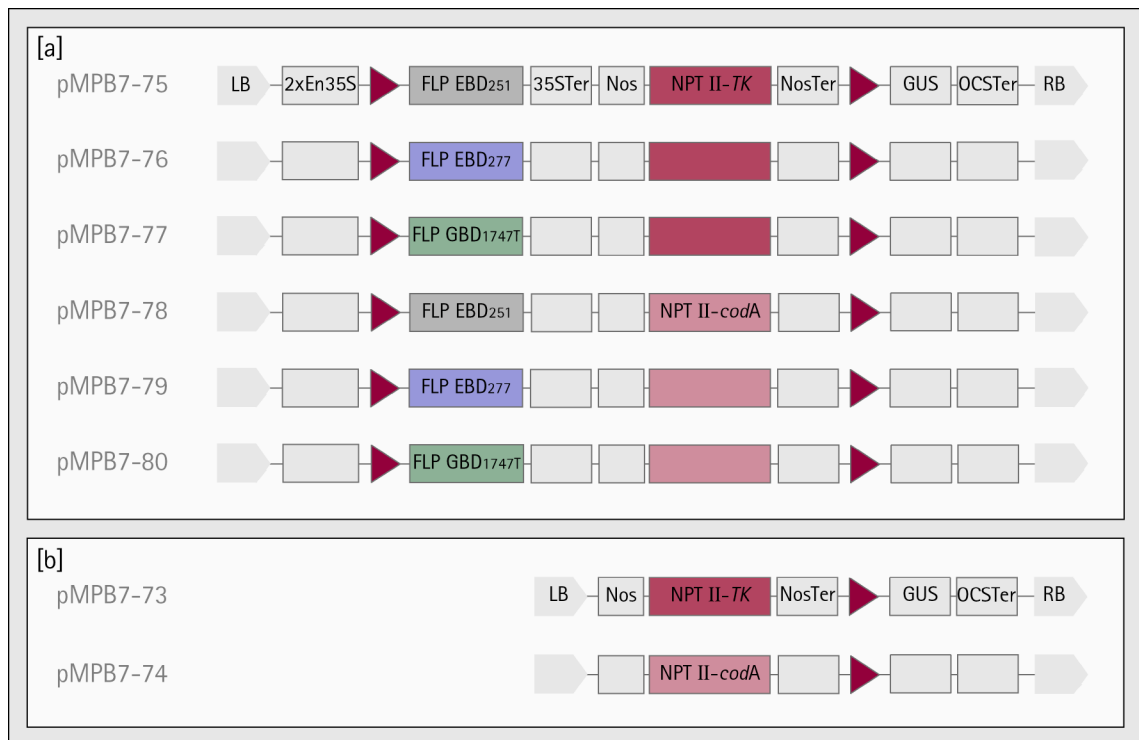 [a]
pMPB7-75 LB 2xEn35S FLP EBD251 35STer Nos NPT II-TK NosTer GUS OCSTer RB
pMPB7-76 FLP EBD277
pMPB7-77 FLP GBD1747T
pMPB7-78 FLP EBD251 NPT II-codA
pMPB7-79 FLP EBD277
pMPB7-80 FLP GBD1747T
[b]
pMPB7-73 LB Nos NPT II-TK NosTer GUS OCSTer RB
pMPB7-74 NPT II-codA